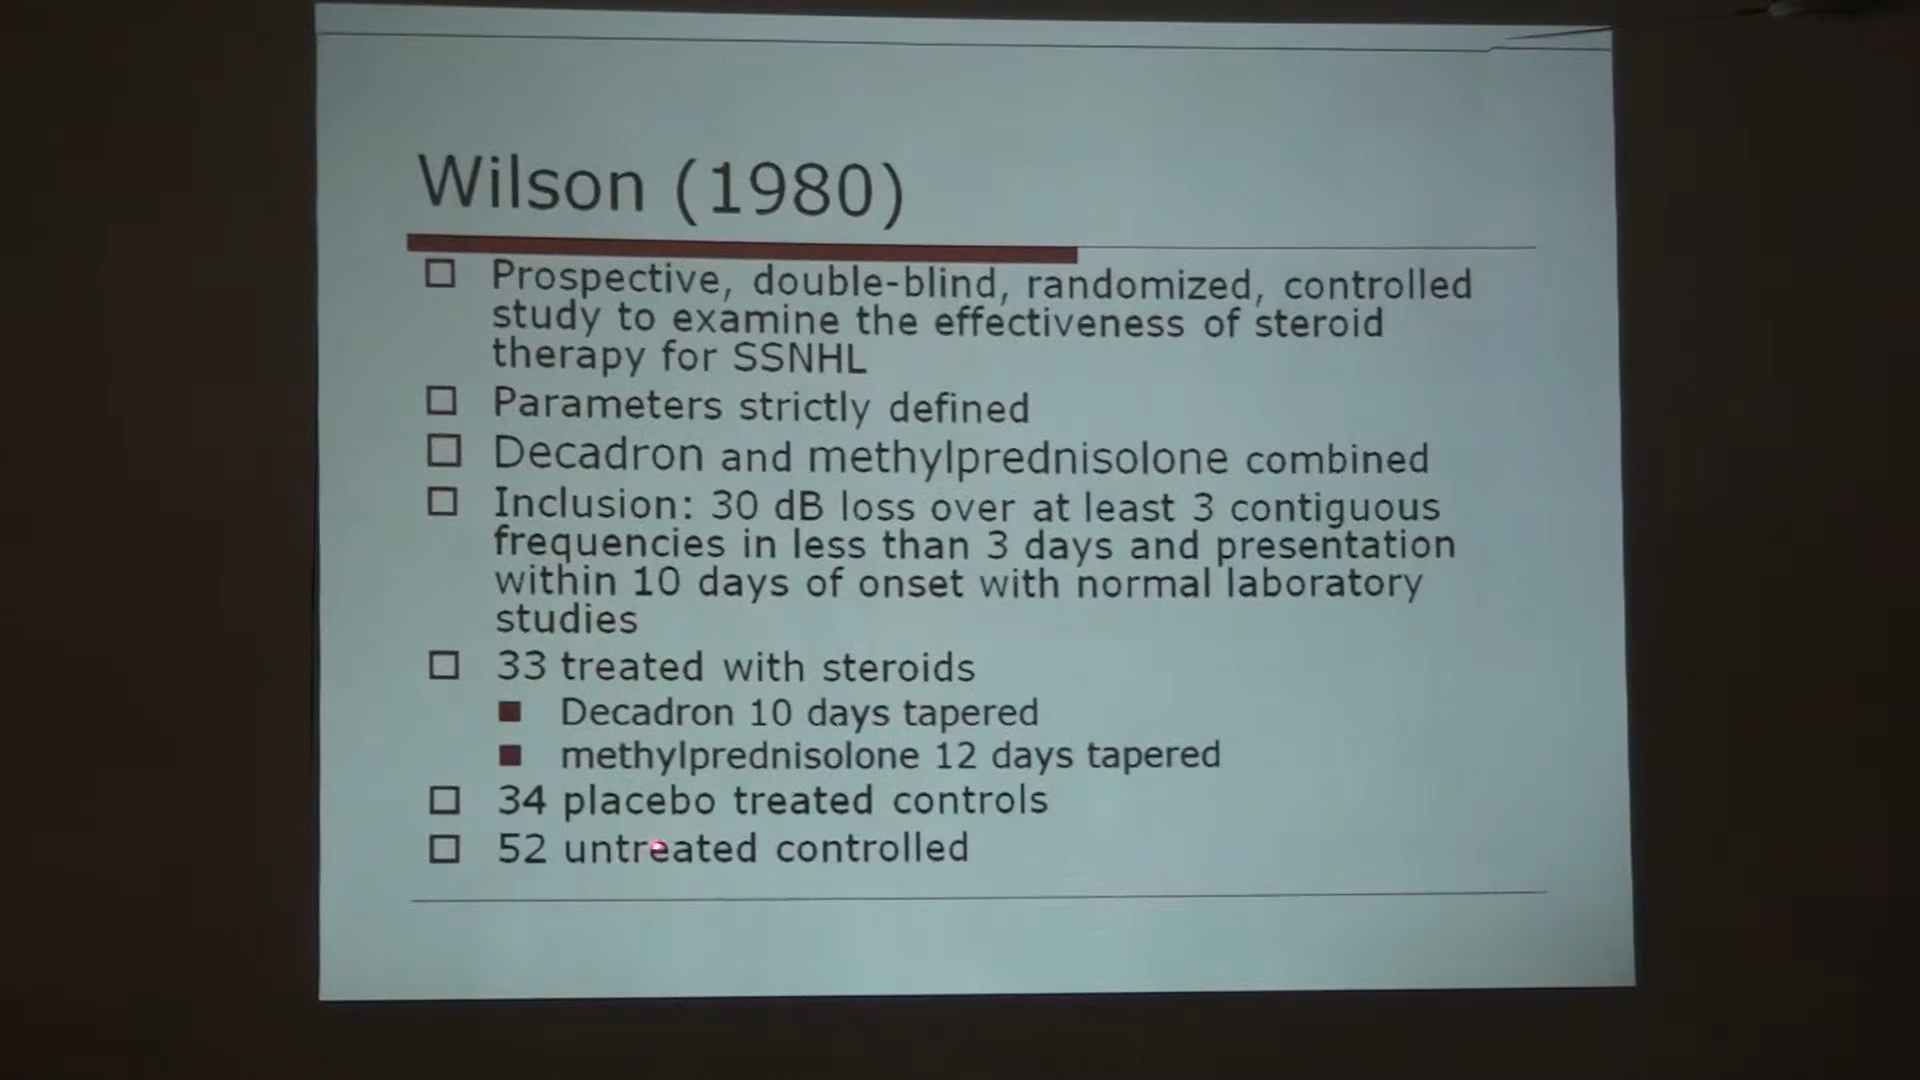 Wilson (1980)
Prospective, double-blind, randomized, controlled
study to examine the effectiveness of steroid
therapy for SSNHL
Parameters strictly defined
Decadron and methylprednisolone combined
Inclusion: 30 dB loss over at least 3 contiguous
frequencies in less than 3 days and presentation
within 10 days of onset with normal laboratory
studies
33 treated with steroids
Decadron 10 days tapered
methylprednisolone 12 days tapered
34 placebo treated controls
52 untreated controlled